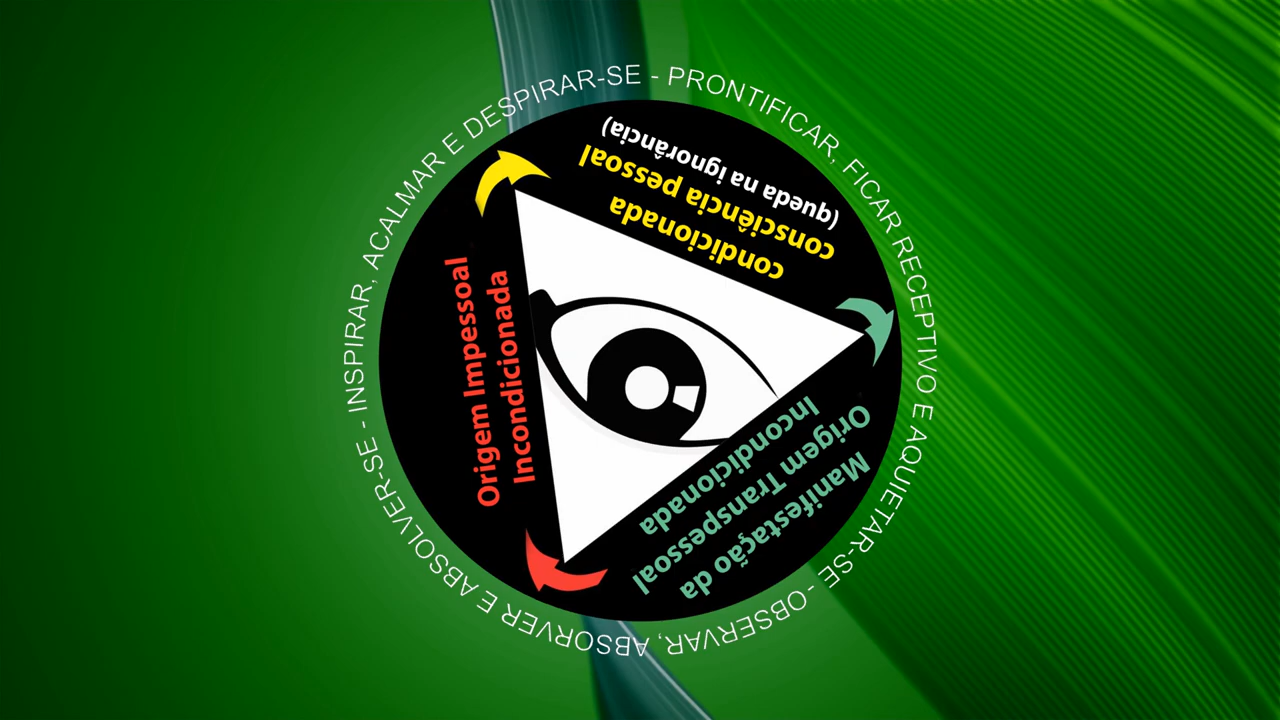 INSPIRAR, ACALMAR E DESPIRAR-SE - PRONTIFICAR, FICAR RECEPTIVO E AQUIETAR-SE - OBSERVAR, ABSORVER E ABSOLVER-SE -
Origem Impessoal
Incondicionada
condicionada
consciência pessoal
(queda na ignorância)
Incondicionada
Origem Transpessoal
Manifestação da